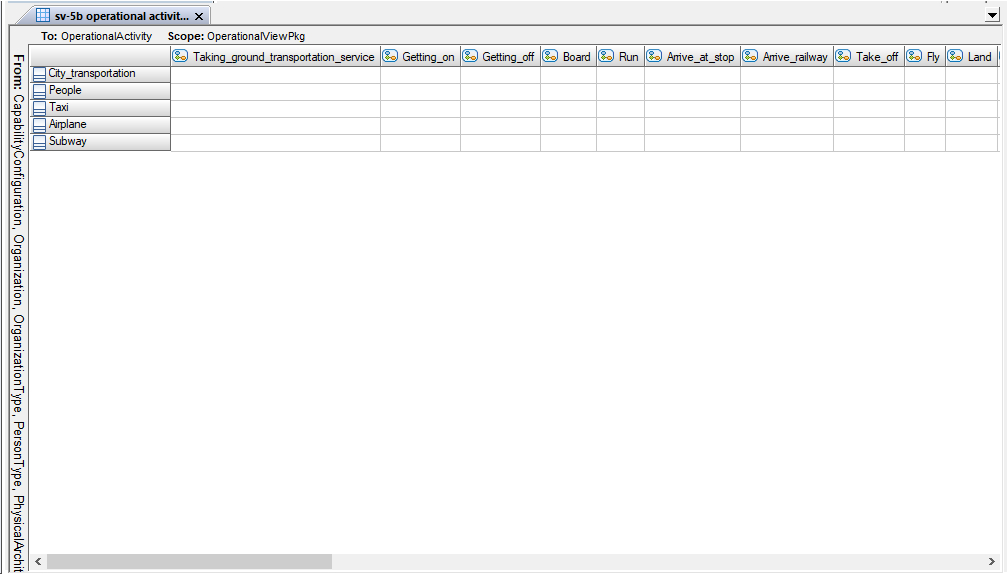 sv-5b operational activit...
To: OperationalActivity Scope: OperationalViewPkg
From: CapabilityConfiguration, Organization, OrganizationType, PersonType, PhysicalArchit
Taking_ground_transportation_service Getting_on Getting_off Board Run Arrive_at_stop Arrive_railway Take_off Fly Land
City_transportation
People
Taxi
Airplane
Subway